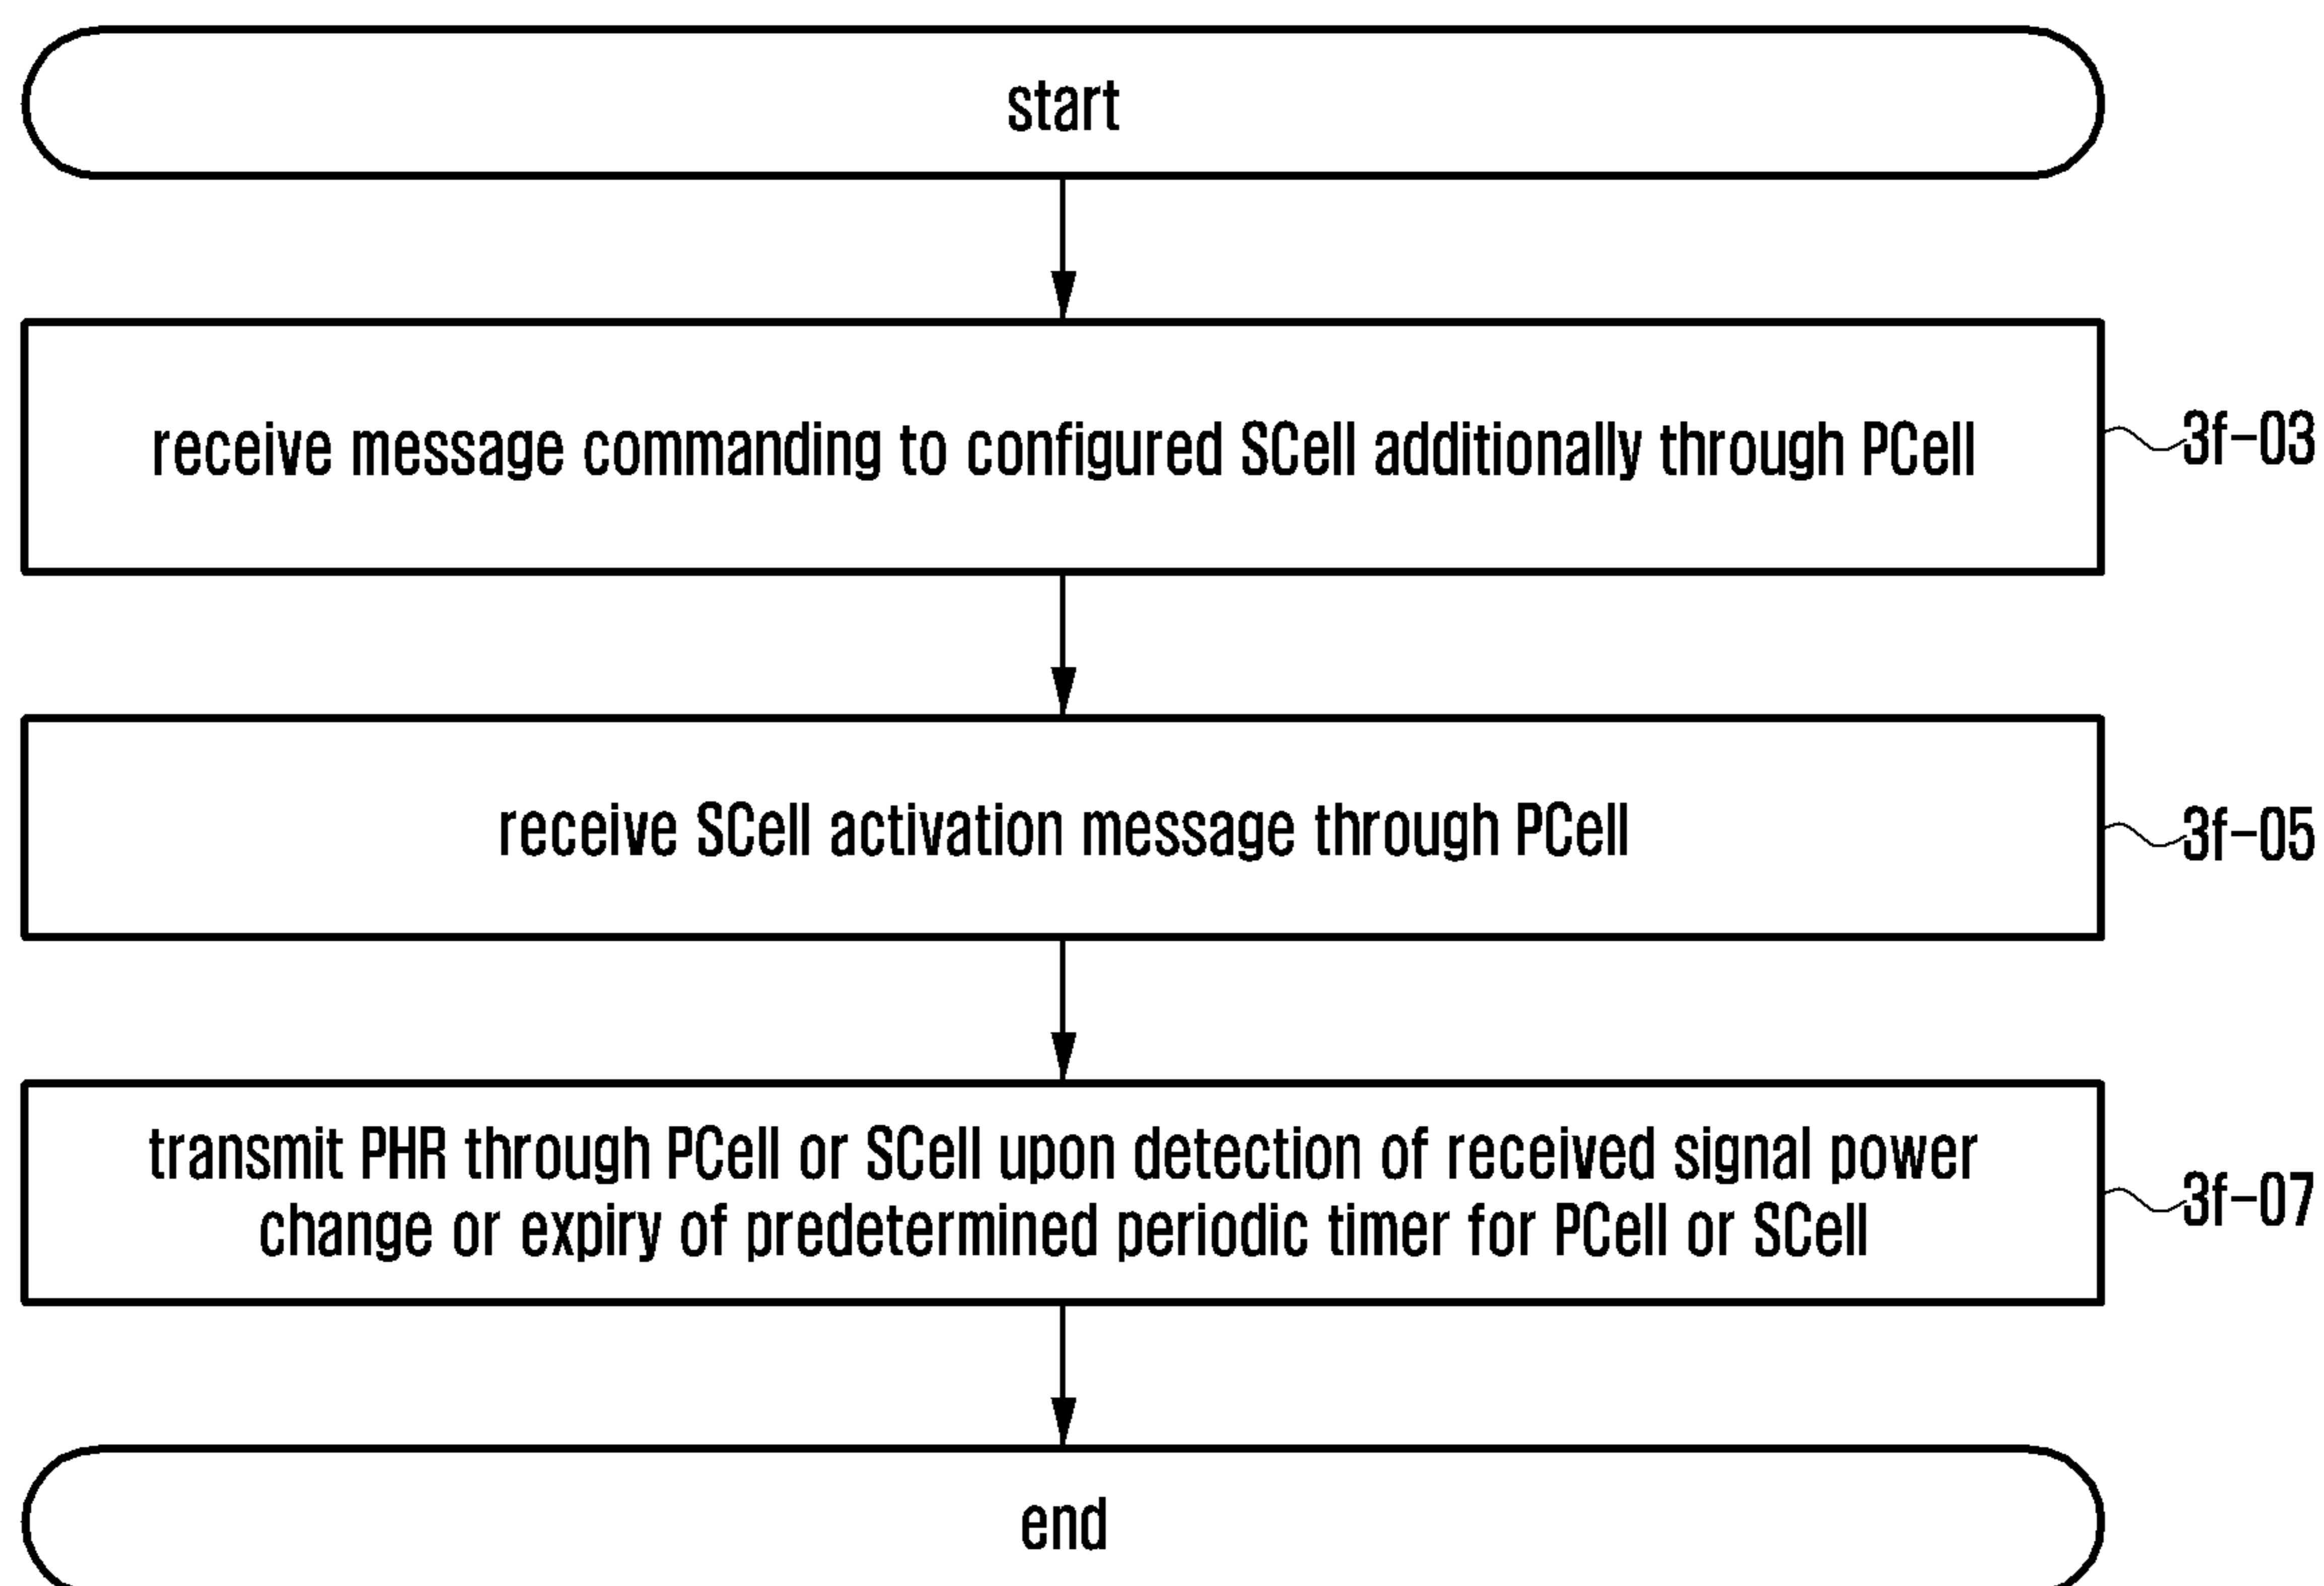 start
receive message commanding to configured SCell additionally through PCell
3f-03
receive SCell activation message through PCell
3f-05
transmit PHR through PCell or SCell upon detection of received signal power
change or expiry of predetermined periodic timer for PCell or SCell
3f-07
end